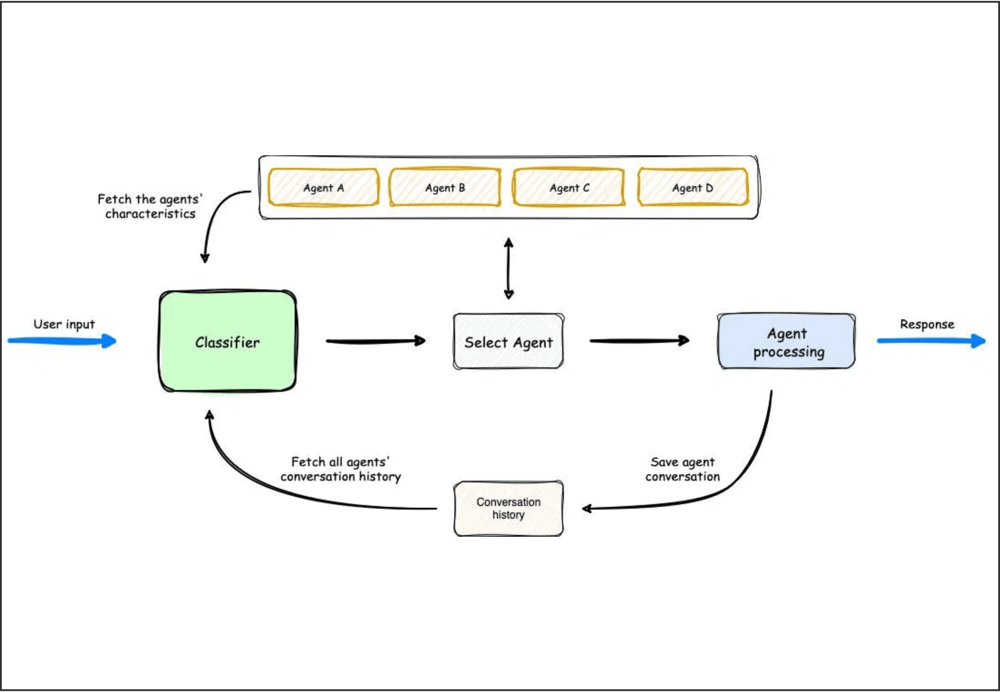 Agent A
Agent B
Agent C
Agent D
Fetch the agents'
characteristics
User input
Classifier
Select Agent
Agent
processing
Response
Fetch all agents'
conversation history
Save agent
conversation
Conversation
history